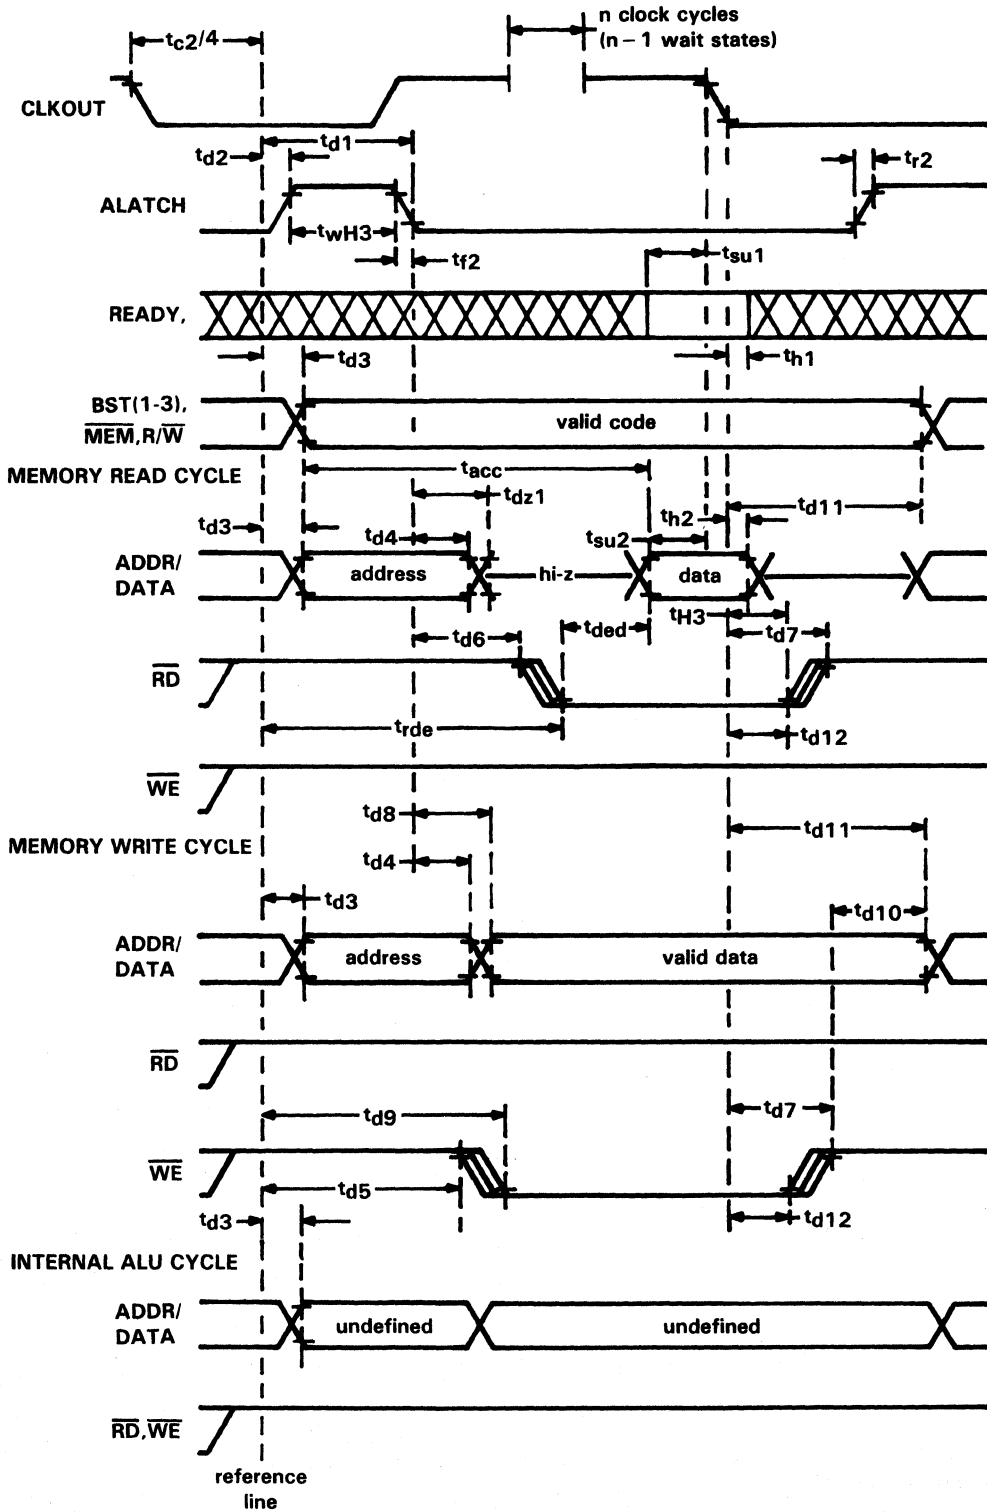 n clock cycles
(n – 1 wait states)
tc2/4
CLKOUT
td1
td2
tr2
ALATCH
twH3
tf2
tsu1
READY,
td3
th1
BST(1-3),
MEM, R/W
valid code
MEMORY READ CYCLE
tacc
tdz1
td11
td3
td4
th2
tsu2
ADDR/
DATA
address
hi-z
data
tH3
td6
tded
td7
RD
trde
td12
WE
td8
td11
MEMORY WRITE CYCLE
td4
td3
td10
ADDR/
DATA
address
valid data
RD
td9
td7
WE
td5
td3
td12
INTERNAL ALU CYCLE
ADDR/
DATA
undefined
undefined
RD, WE
reference
line